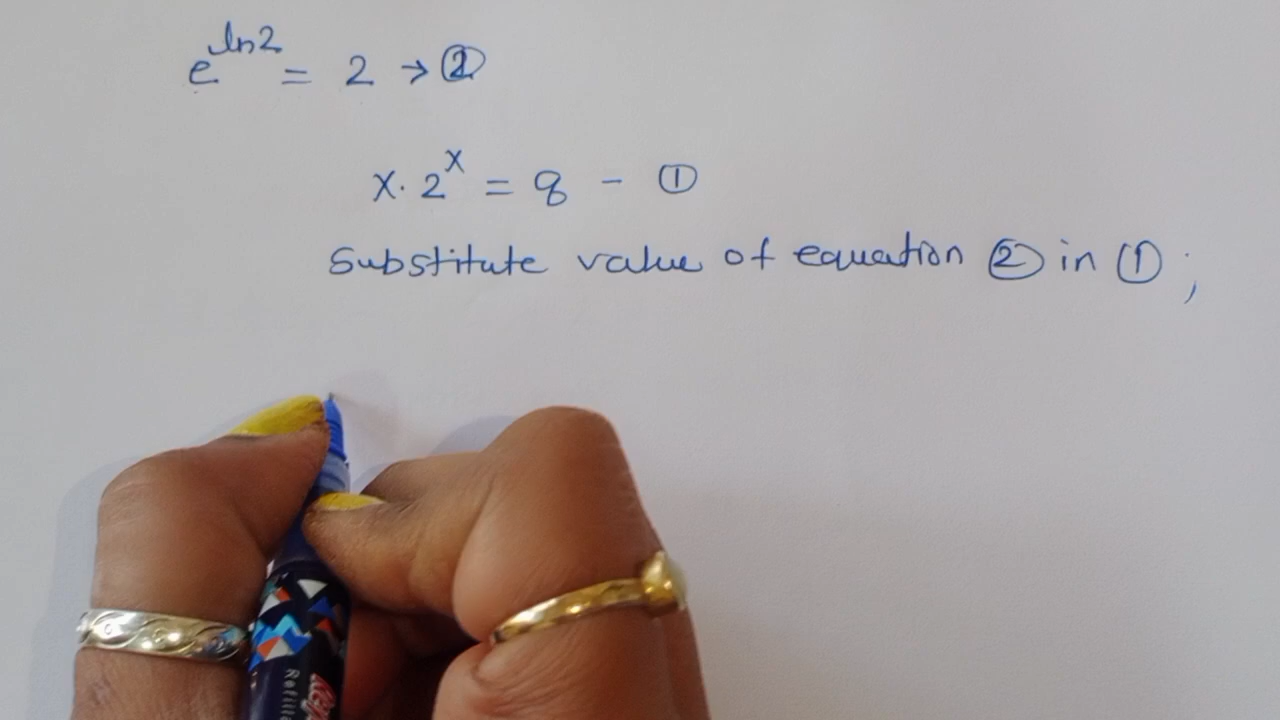 e^ln2 = 2 → ②
x. 2^x = 8 - ①
Substitute value of equation ② in ① ;